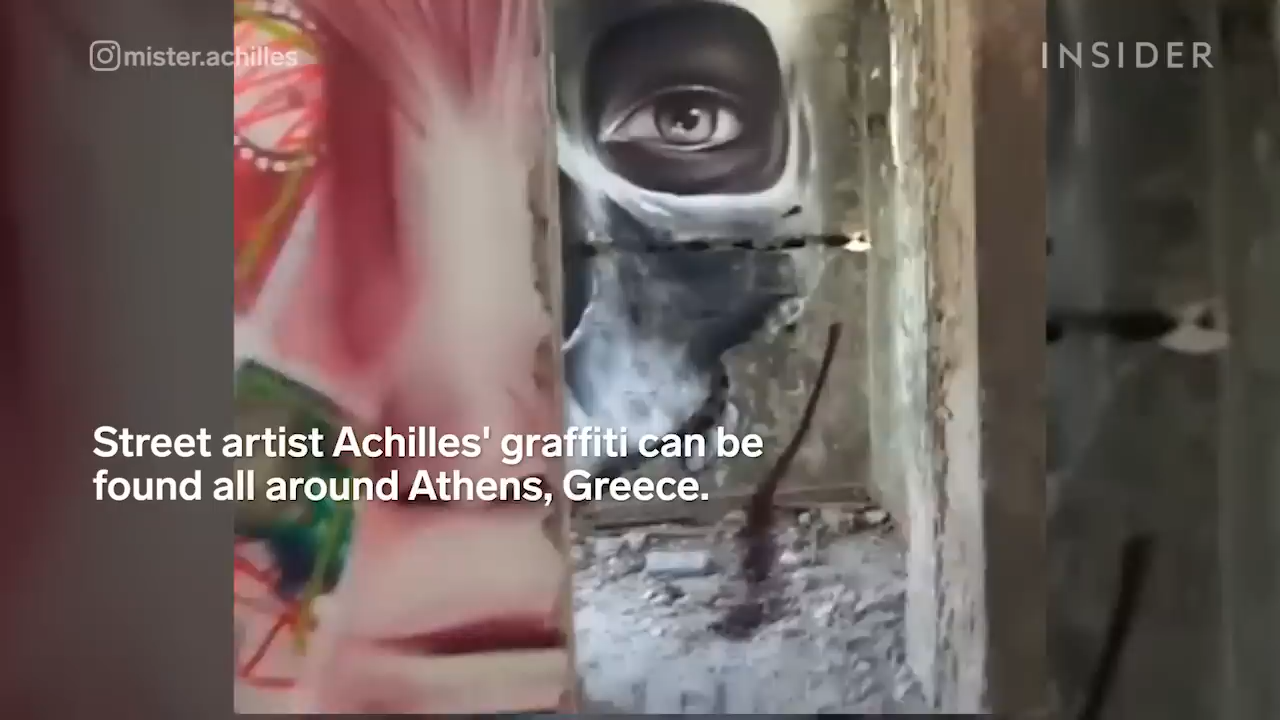 mister.achilles
INSIDER
Street artist Achilles' graffiti can be
found all around Athens, Greece.